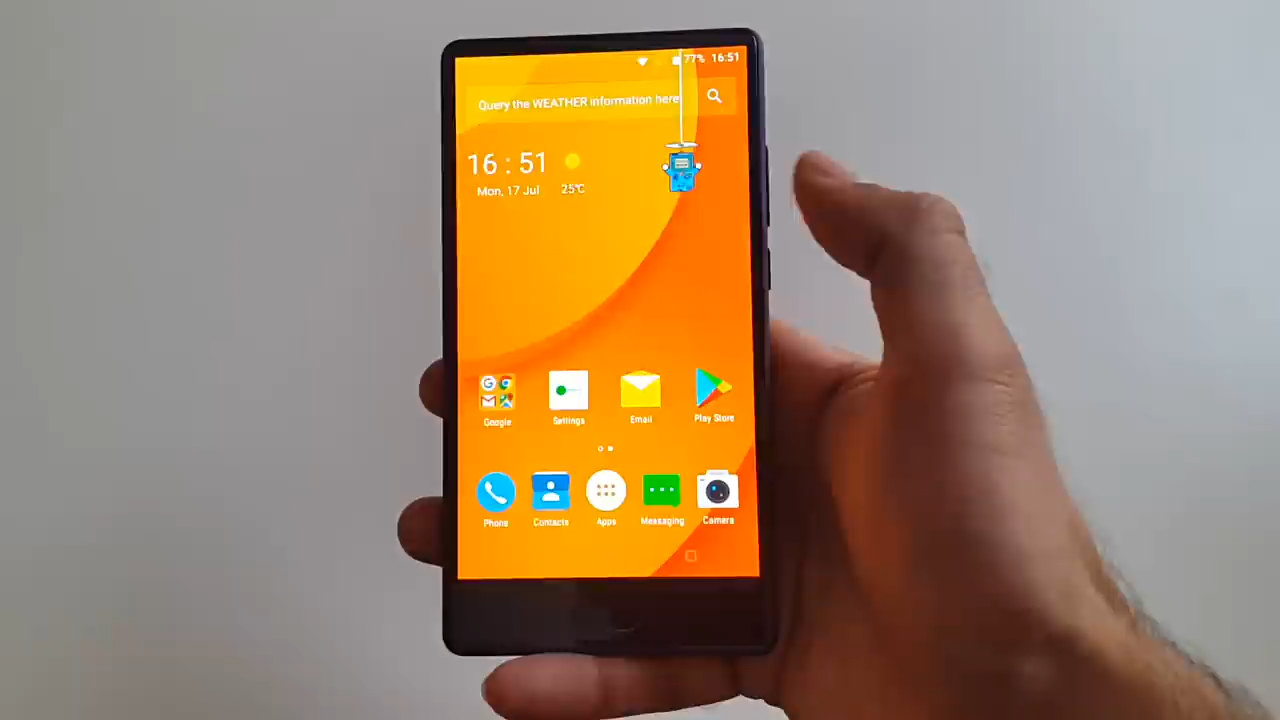 77% 16:51
Query the WEATHER information here
16 : 51
Mon, 17 Jul 25℃
Google Settings Email Play Store
Phone Contacts Apps Messaging Camera